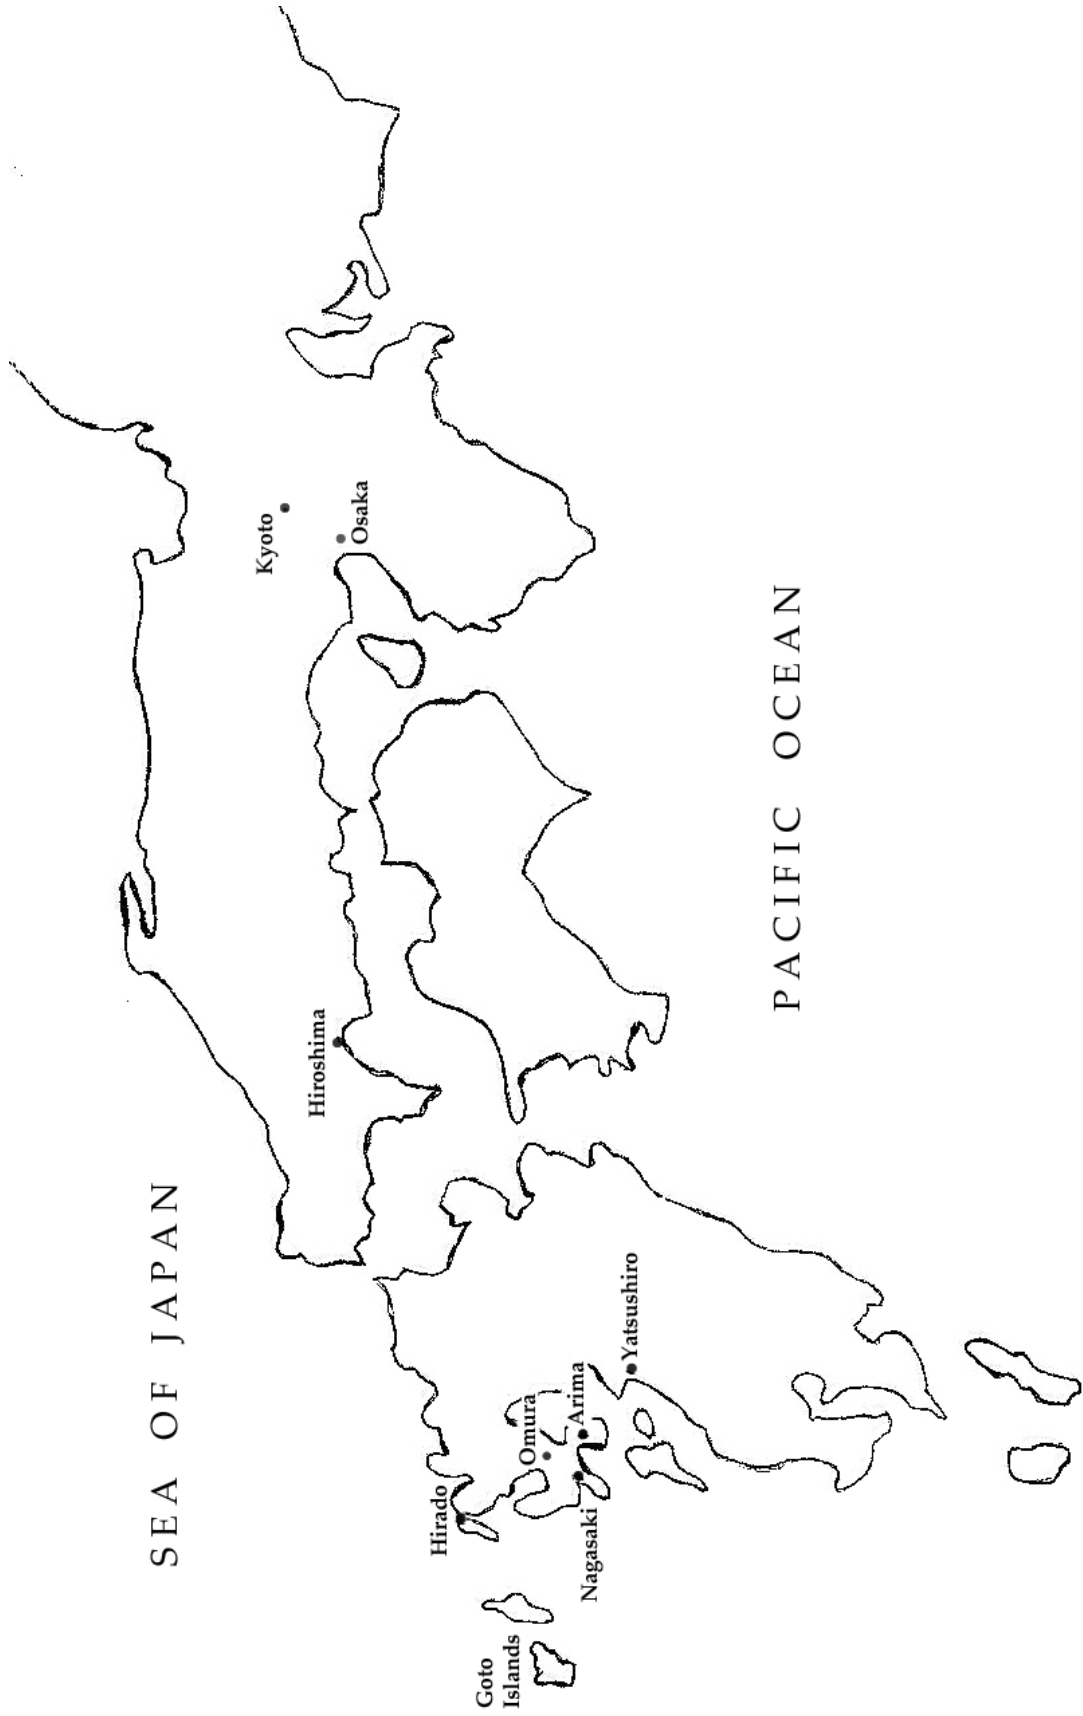 SEA OF JAPAN
Kyoto
Osaka
Hiroshima
PACIFIC OCEAN
Hirado
Omura
Arima
Yatsushiro
Nagasaki
Goto
Islands